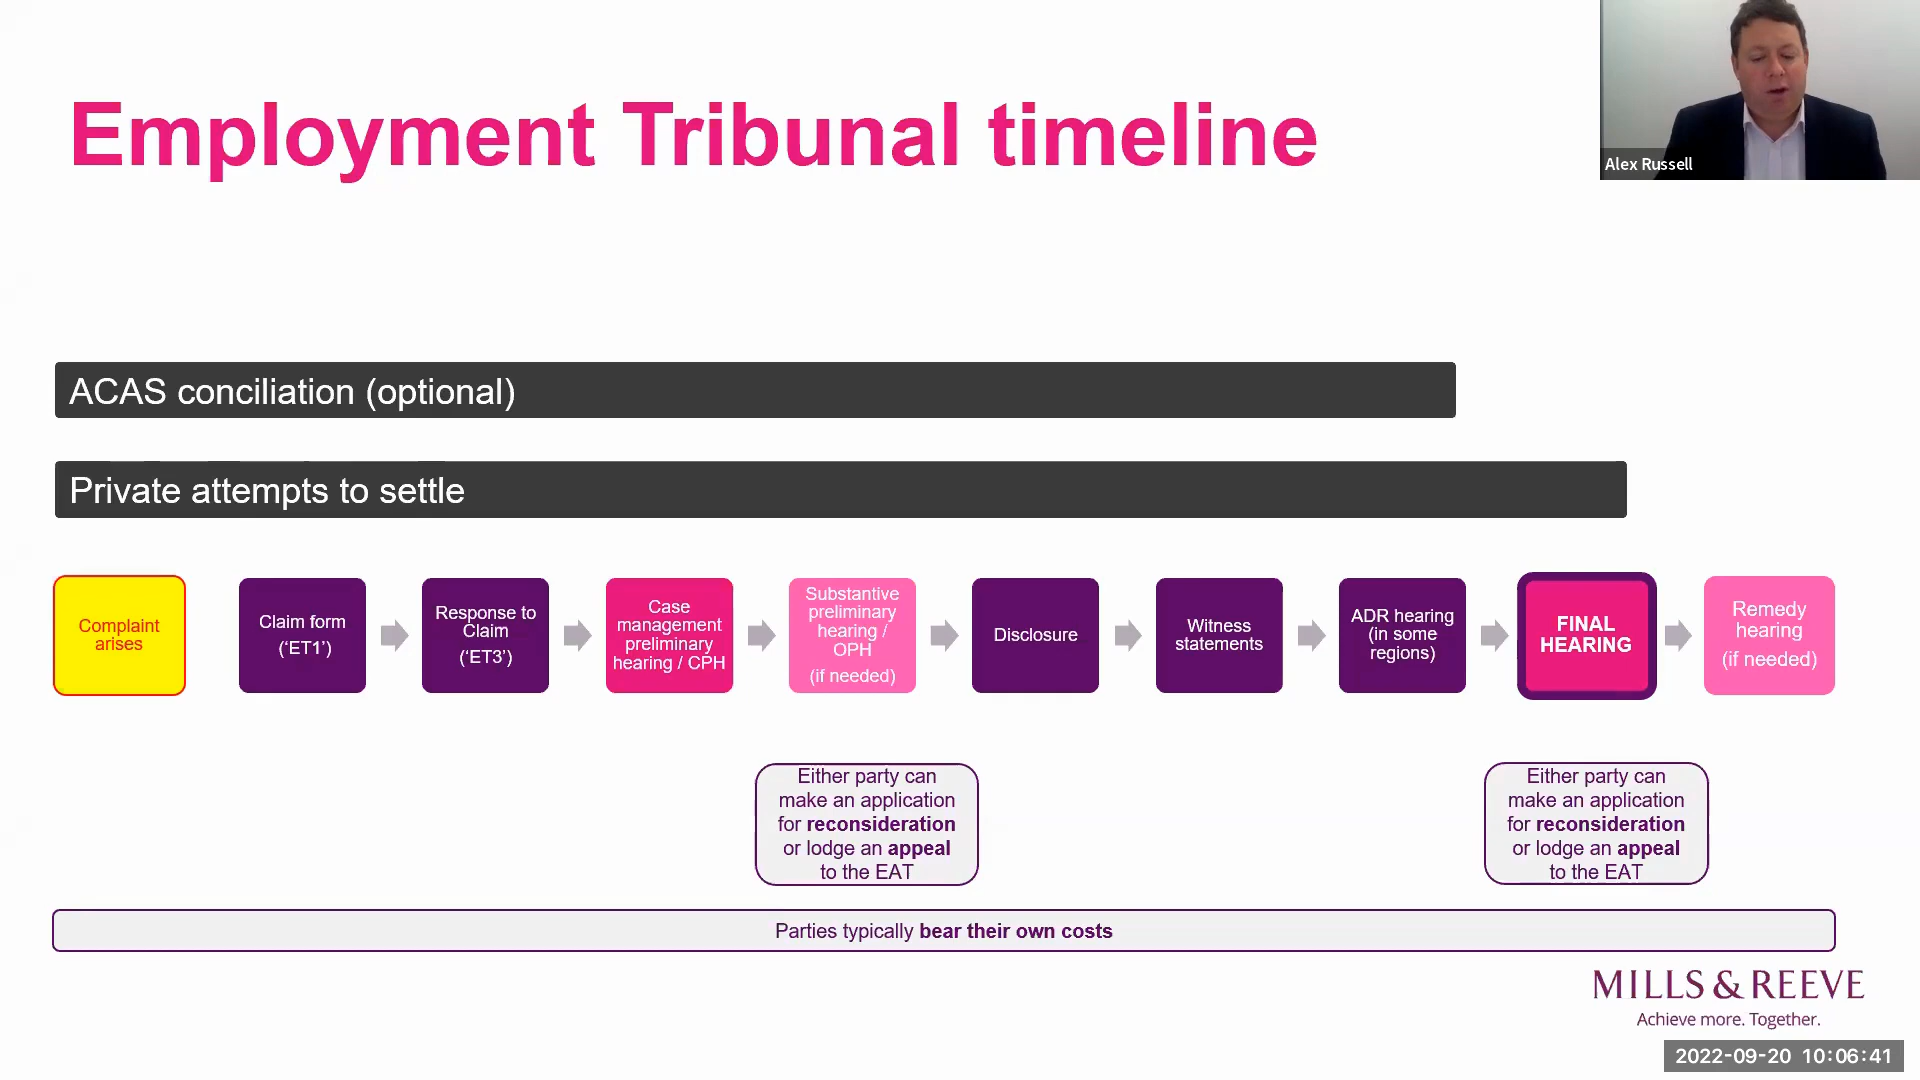 Employment Tribunal timeline
Alex Russell
ACAS conciliation (optional)
Private attempts to settle
Complaint
arises
Claim form
(‘ET1’)
Response to
Claim
(‘ET3’)
Case
management
preliminary
hearing / CPH
Substantive
preliminary
hearing /
OPH
(if needed)
Disclosure
Witness
statements
ADR hearing
(in some
regions)
FINAL
HEARING
Remedy
hearing
(if needed)
Either party can
make an application
for reconsideration
or lodge an appeal
to the EAT
Either party can
make an application
for reconsideration
or lodge an appeal
to the EAT
Parties typically bear their own costs
MILLS & REEVE
Achieve more. Together.
2022-09-20 10:06:41